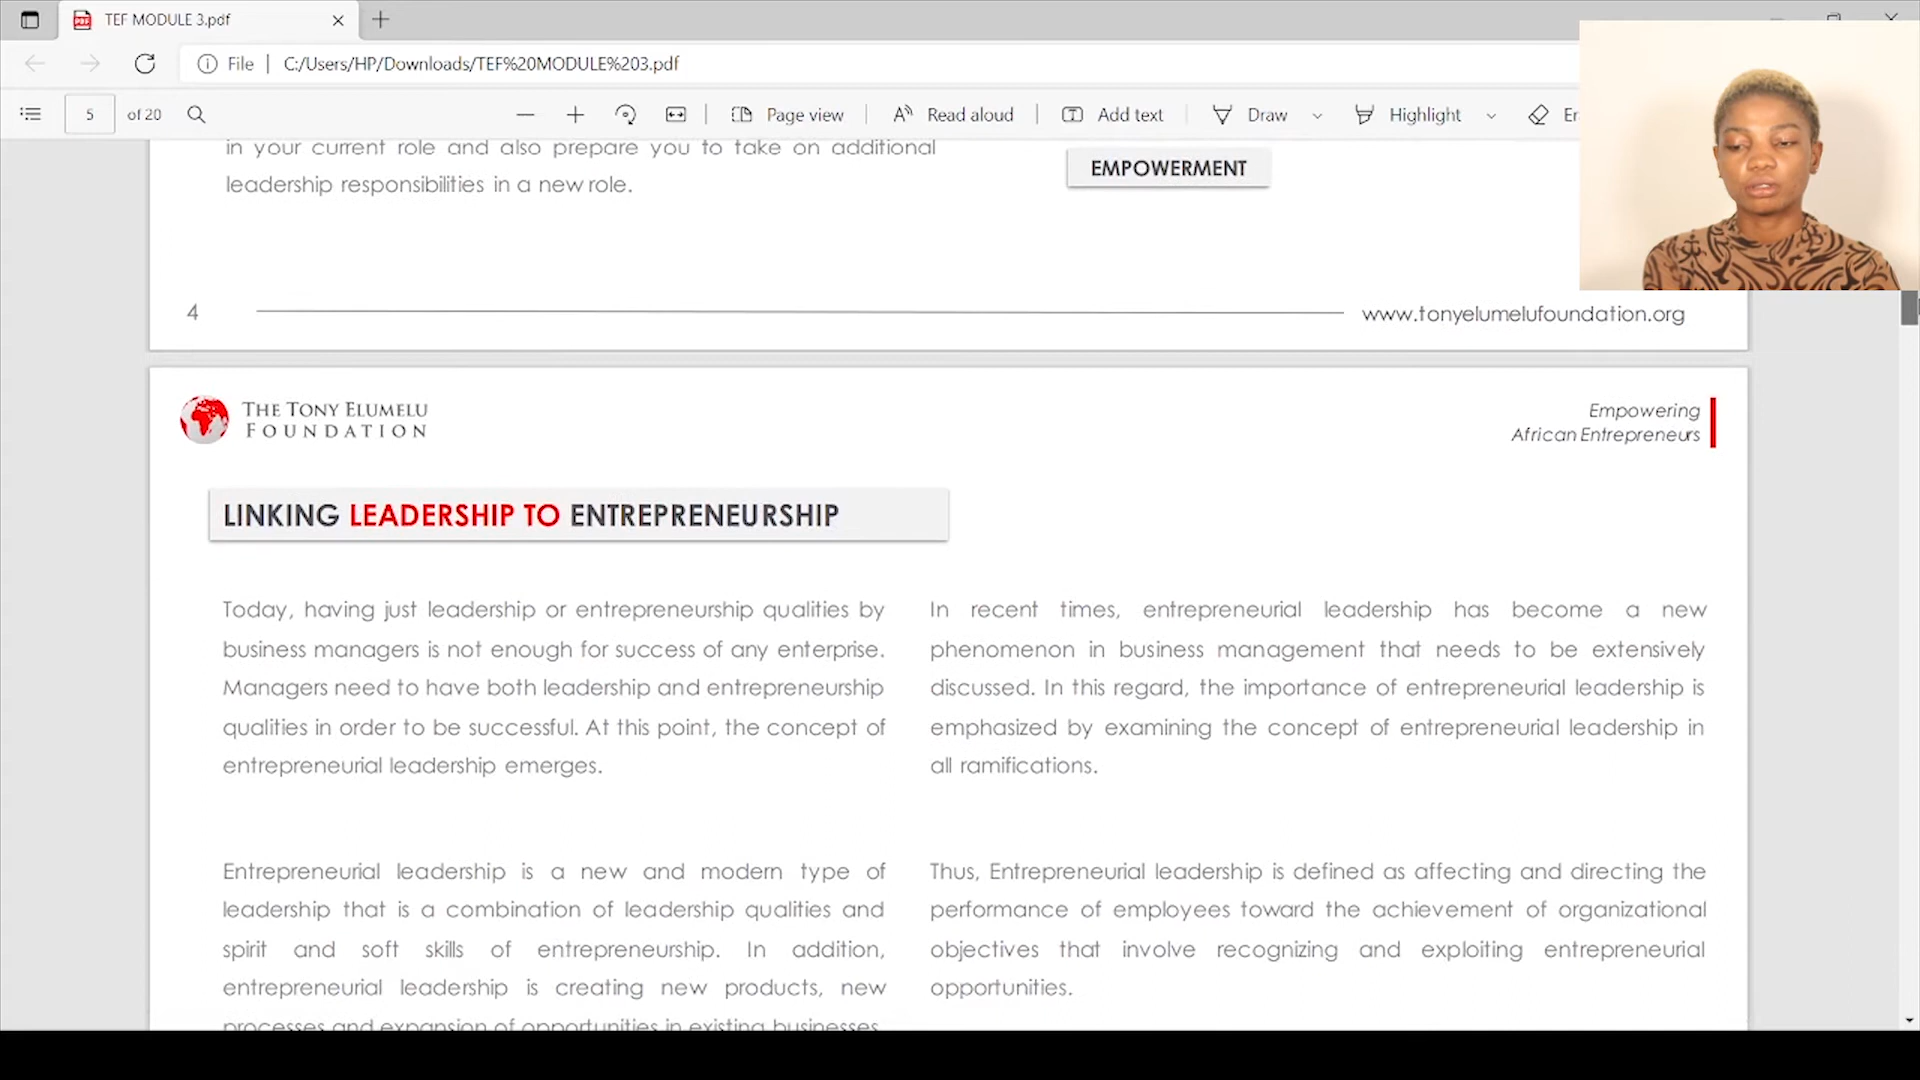 TEF MODULE 3.pdf
File
C:/Users/HP/Downloads/TEF%20MODULE%203.pdf
5 of 20
Page view
Read aloud
Add text
Draw
Highlight
in your current role and also prepare you to take on additional
leadership responsibilities in a new role.
EMPOWERMENT
4
www.tonyelumelufoundation.org
THE TONY ELUMELU
FOUNDATION
Empowering
African Entrepreneurs
LINKING LEADERSHIP TO ENTREPRENEURSHIP
Today, having just leadership or entrepreneurship qualities by
business managers is not enough for success of any enterprise.
Managers need to have both leadership and entrepreneurship
qualities in order to be successful. At this point, the concept of
entrepreneurial leadership emerges.
Entrepreneurial leadership is a new and modern type of
leadership that is a combination of leadership qualities and
spirit and soft skills of entrepreneurship. In addition,
entrepreneurial leadership is creating new products, new
processes and expansion of opportunities in existing businesses.
In recent times, entrepreneurial leadership has become a new
phenomenon in business management that needs to be extensively
discussed. In this regard, the importance of entrepreneurial leadership is
emphasized by examining the concept of entrepreneurial leadership in
all ramifications.
Thus, Entrepreneurial leadership is defined as affecting and directing the
performance of employees toward the achievement of organizational
objectives that involve recognizing and exploiting entrepreneurial
opportunities.